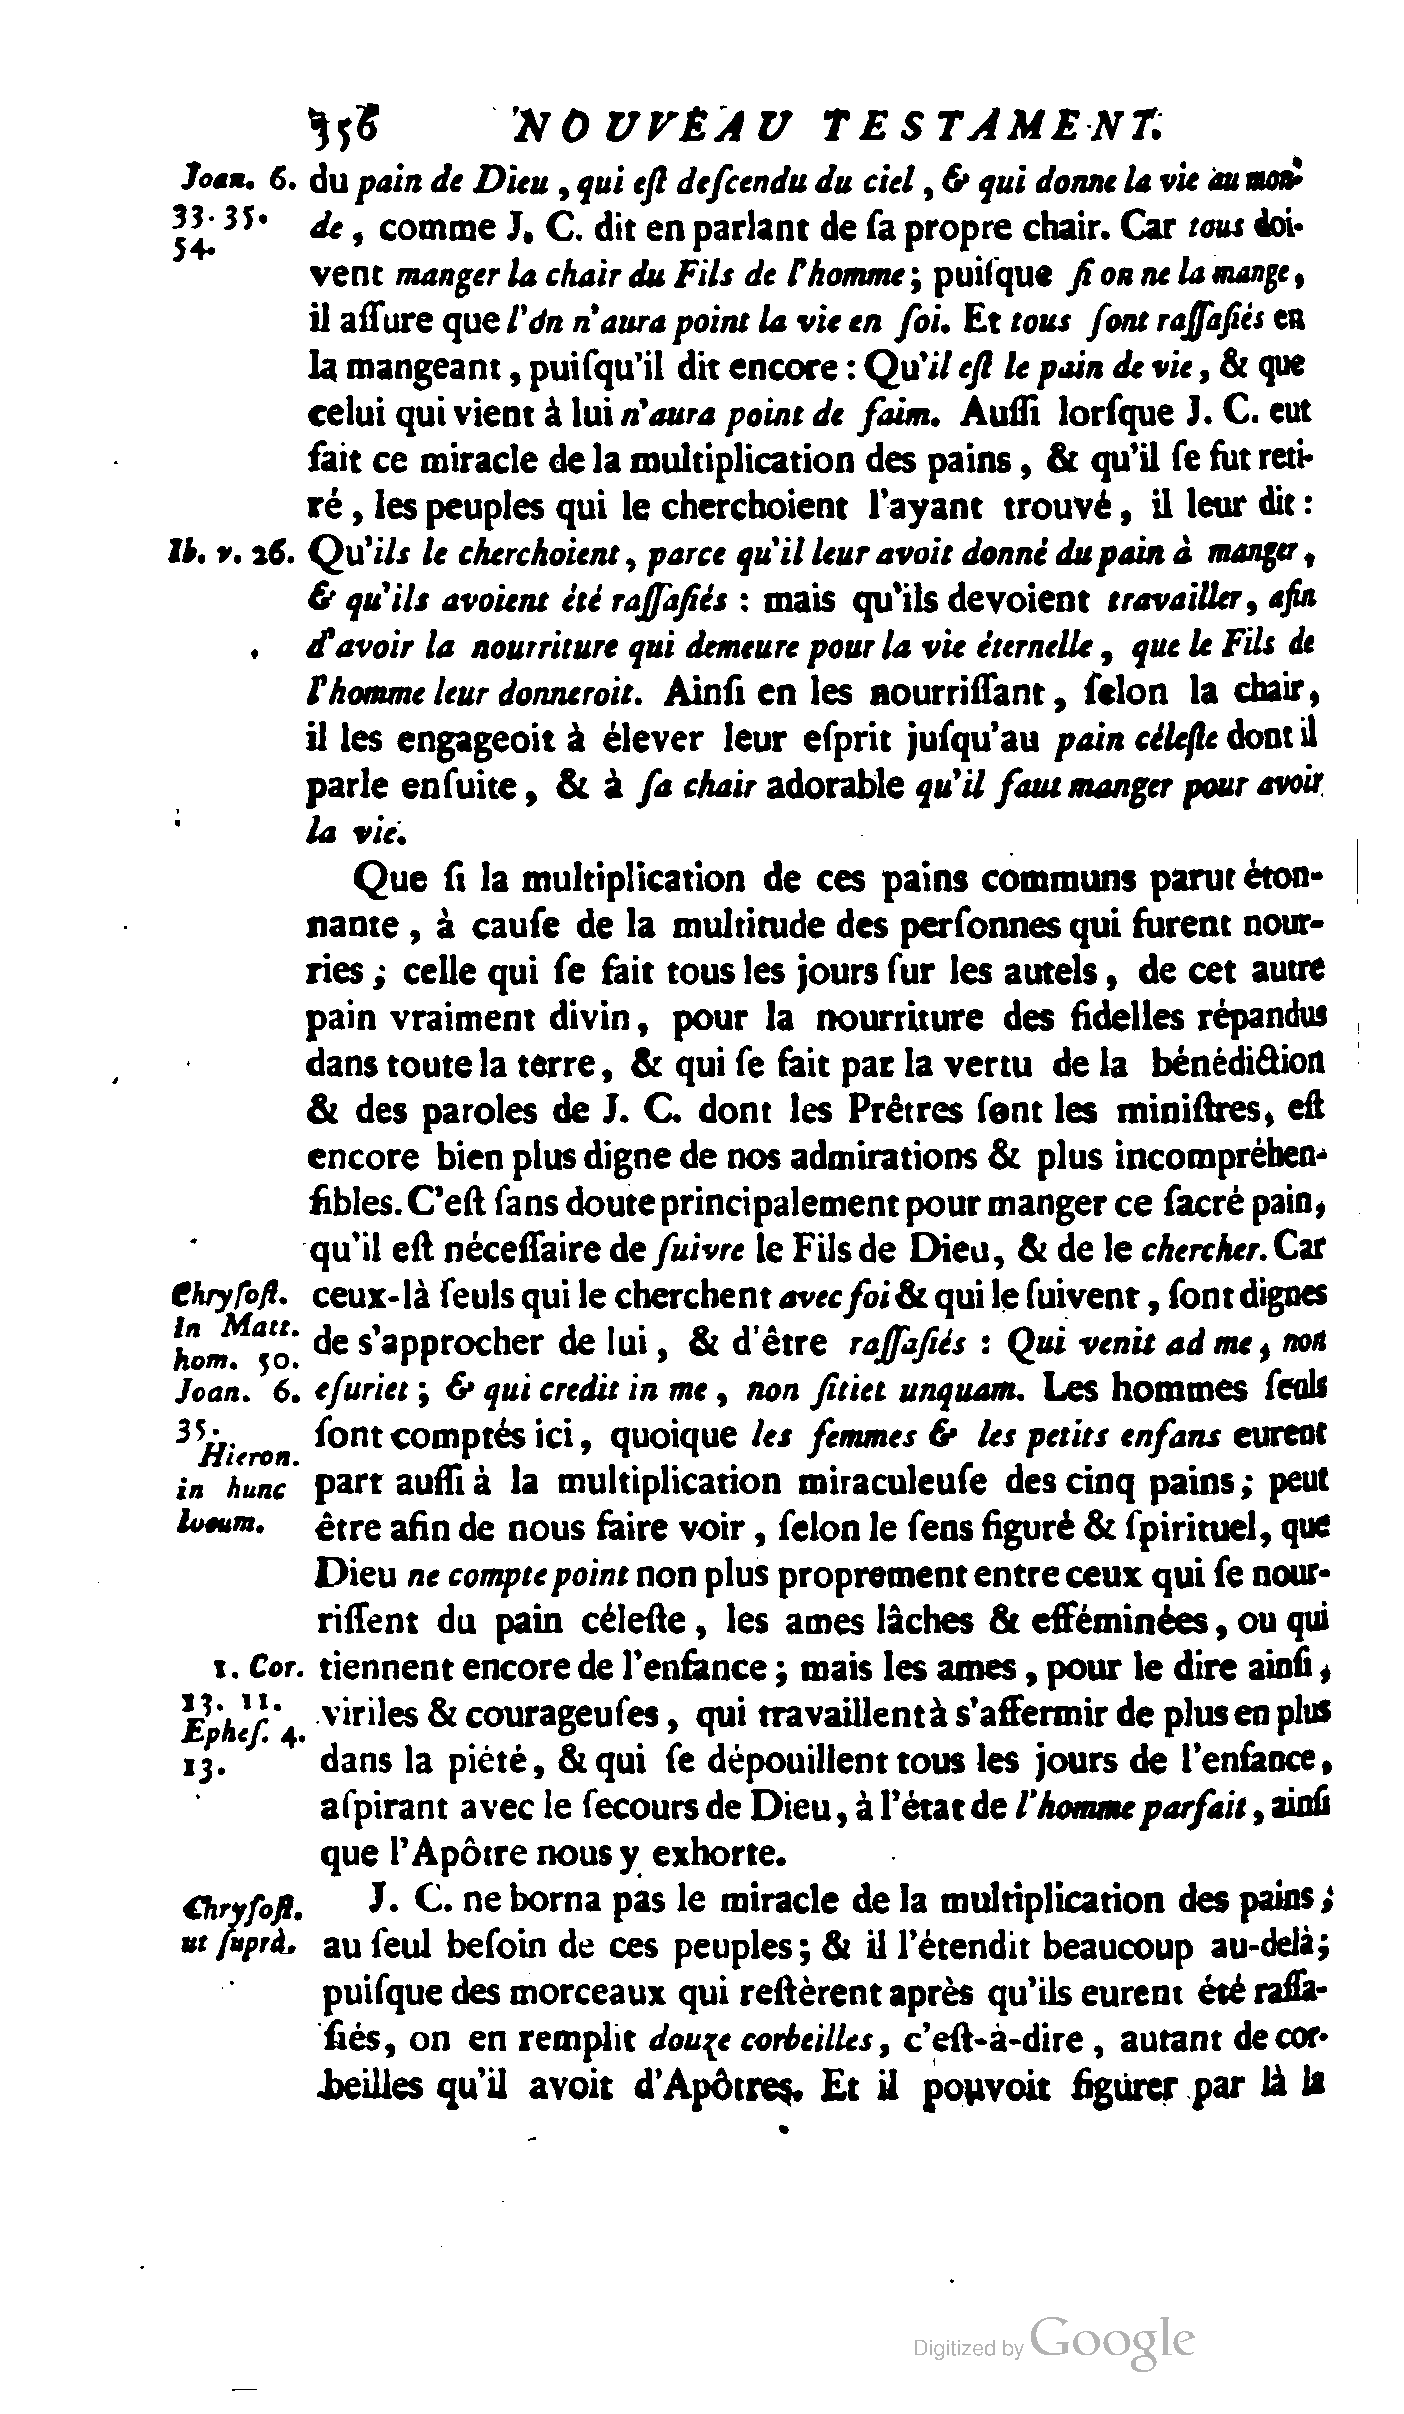 356 NOUVEAU TESTAMENT.
Joan. 6. du pain de Dieu, qui eſt deſcendu du ciel, & qui donne la vie au mon-
33. 35. de, comme J. C. dit en parlant de ſa propre chair. Car tous doi-
54.
vent manger la chair du Fils de l'homme; puiſque ſi on ne la mange,
il aſſure que l'on n'aura point la vie en ſoi. Et tous ſont raſſaſiés en
la mangeant, puiſqu'il dit encore: Qu'il eſt le pain de vie, & que
celui qui vient à lui n'aura point de faim. Auſſi lorſque J. C. eut
fait ce miracle de la multiplication des pains, & qu'il ſe fut reti-
ré, les peuples qui le cherchoient l'ayant trouvé, il leur dit:
Ib. v. 26. Qu'ils le cherchoient, parce qu'il leur avoit donné du pain à manger,
& qu'ils avoient été raſſaſiés: mais qu'ils devoient travailler, afin
d'avoir la nourriture qui demeure pour la vie éternelle, que le Fils de
l'homme leur donneroit. Ainſi en les nourriſſant, ſelon la chair,
il les engageoit à élever leur eſprit juſqu'au pain céleſte dont il
parle enſuite, & à ſa chair adorable qu'il faut manger pour avoir
la vie.
Que ſi la multiplication de ces pains communs parut éton-
nante, à cauſe de la multitude des perſonnes qui furent nour-
ries; celle qui ſe fait tous les jours ſur les autels, de cet autre
pain vraiment divin, pour la nourriture des fidelles répandus
dans toute la terre, & qui ſe fait par la vertu de la bénédiction
& des paroles de J. C. dont les Prêtres ſont les miniſtres, eſt
encore bien plus digne de nos admirations & plus incompréhen-
ſibles. C'eſt ſans doute principalement pour manger ce ſacré pain,
qu'il eſt néceſſaire de ſuivre le Fils de Dieu, & de le chercher. Car
Chryſoſt. ceux-là ſeuls qui le cherchent avec foi & qui le ſuivent, ſont dignes
in Matt. de s'approcher de lui, & d'être raſſaſiés: Qui venit ad me, non
hom. 50.
Joan. 6. eſuriet; & qui credit in me, non ſitiet unquam. Les hommes ſeuls
35. ſont comptés ici, quoique les femmes & les petits enfans eurent
Hieron.
in hunc part auſſi à la multiplication miraculeuſe des cinq pains; peut
locum. être afin de nous faire voir, ſelon le ſens figuré & ſpirituel, que
Dieu ne compte point non plus proprement entre ceux qui ſe nour-
riſſent du pain céleſte, les ames lâches & efféminées, ou qui
1. Cor. tiennent encore de l'enfance; mais les ames, pour le dire ainſi,
13. 11. viriles & courageuſes, qui travaillent à s'affermir de plus en plus
Epheſ. 4.
13. dans la piété, & qui ſe dépouillent tous les jours de l'enfance,
aſpirant avec le ſecours de Dieu, à l'état de l'homme parfait, ainſi
que l'Apôtre nous y exhorte.
Chryſoſt. J. C. ne borna pas le miracle de la multiplication des pains;
ut ſuprà. au ſeul beſoin de ces peuples; & il l'étendit beaucoup au-delà;
puiſque des morceaux qui reſtèrent après qu'ils eurent été raſſa-
ſiés, on en remplit douze corbeilles, c'eſt-à-dire, autant de cor-
beilles qu'il avoit d'Apôtres. Et il pouvoit figurer par là la
Digitized by Google